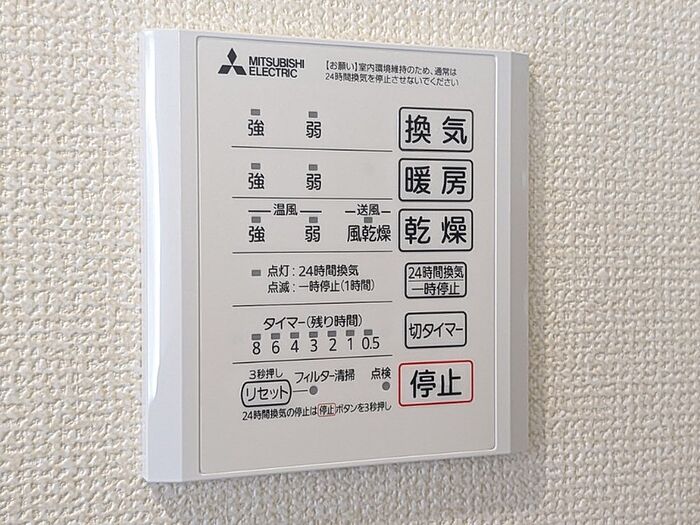 MITSUBISHI
ELECTRIC
【お願い】室内環境維持のため、通常は
24時間換気を停止させないでください
強 弱 換気
強 弱 暖房
温風 送風
強 弱 風乾燥 乾燥
点灯:24時間換気
点滅:一時停止(1時間)
24時間換気
一時停止
タイマー(残り時間)
8 6 4 3 2 1 0.5
切タイマー
3秒押し
リセット フィルター清掃 点検
停止
24時間換気の停止は停止ボタンを3秒押し